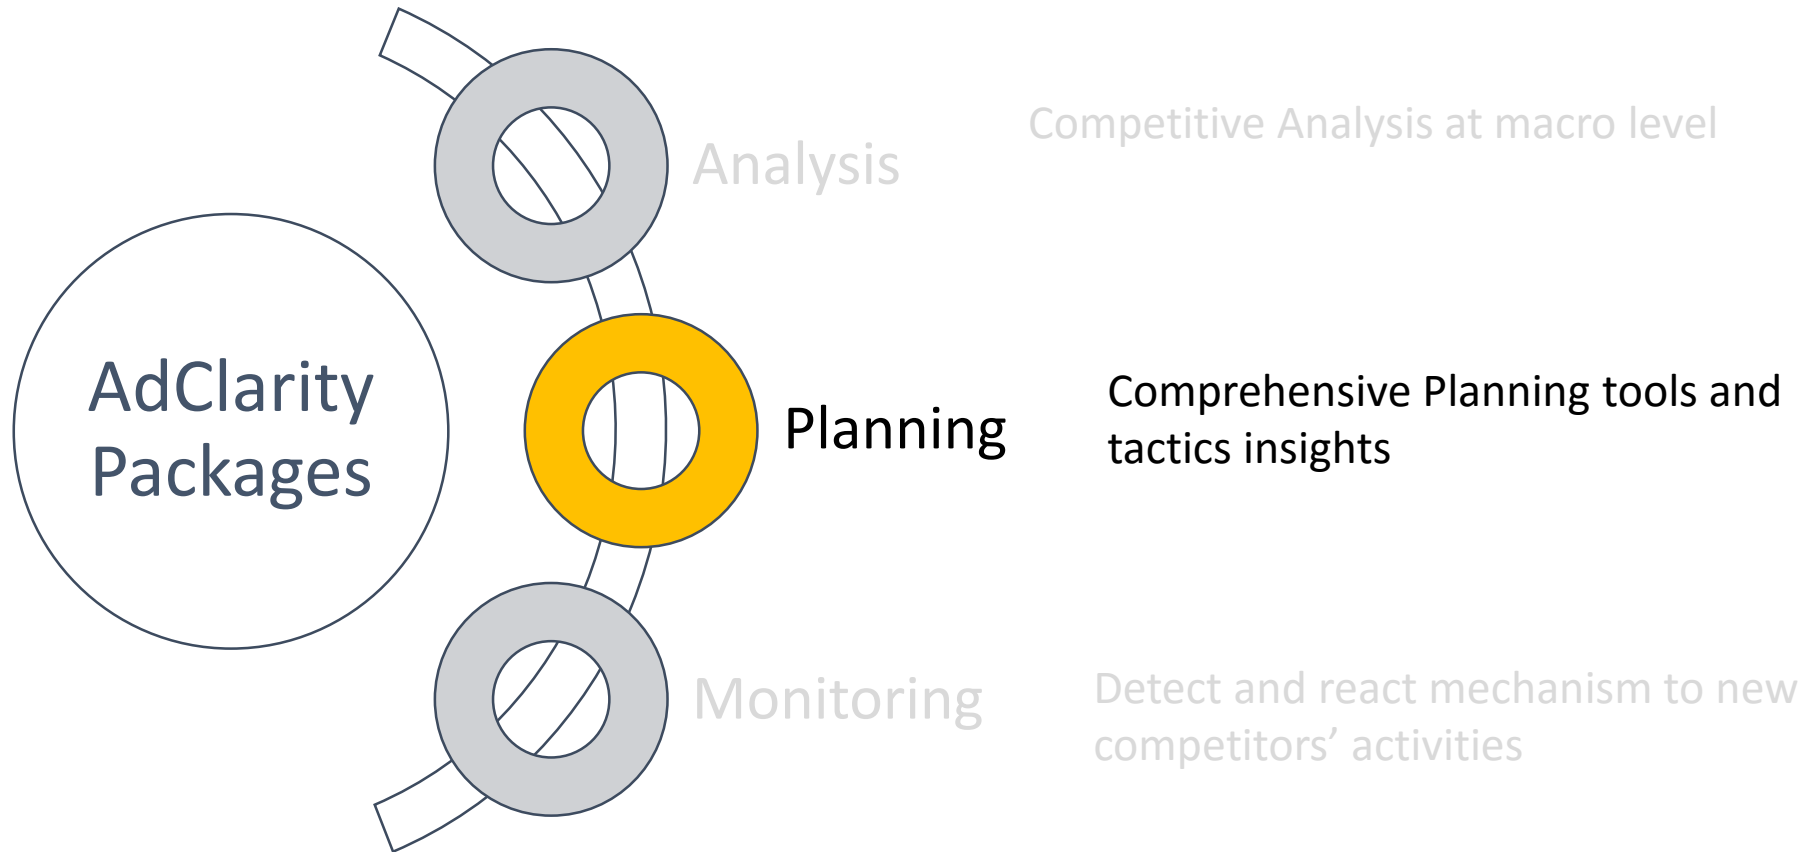 AdClarity
Packages
Analysis
Competitive Analysis at macro level
Planning
Comprehensive Planning tools and
tactics insights
Monitoring
Detect and react mechanism to new
competitors’ activities